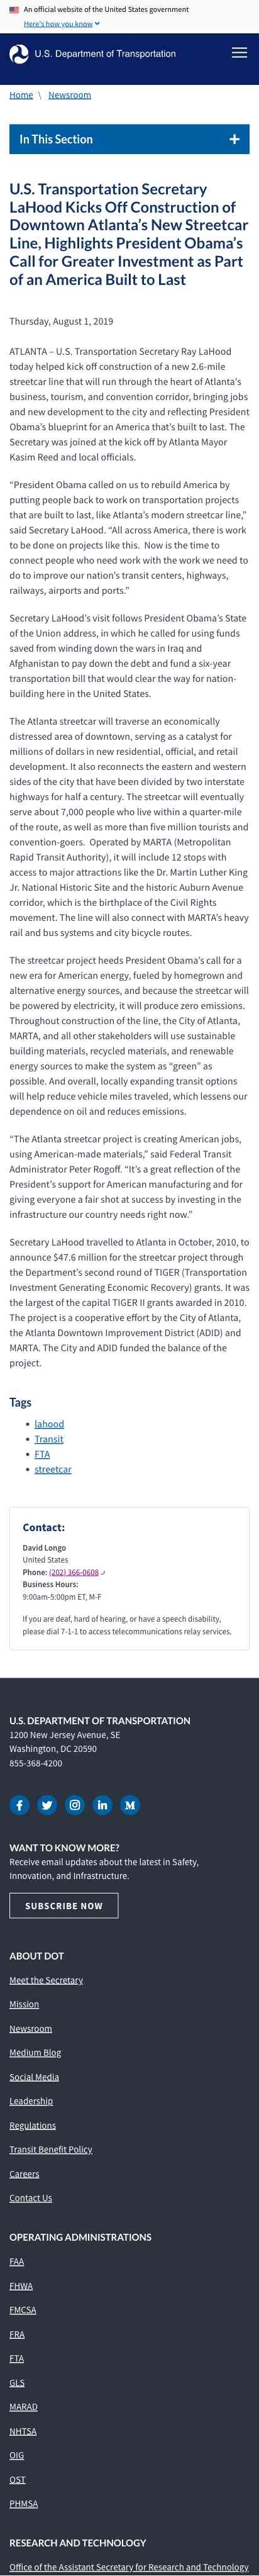 An official website of the United States government
Here's how you know
U.S. Department of Transportation
Home \ Newsroom
In This Section
U.S. Transportation Secretary
LaHood Kicks Off Construction of
Downtown Atlanta's New Streetcar
Line, Highlights President Obama's
Call for Greater Investment as Part
of an America Built to Last
Thursday, August 1, 2019
ATLANTA – U.S. Transportation Secretary Ray LaHood
today helped kick off construction of a new 2.6-mile
streetcar line that will run through the heart of Atlanta's
business, tourism, and convention corridor, bringing jobs
and new development to the city and reflecting President
Obama's blueprint for an America that's built to last. The
Secretary was joined at the kick off by Atlanta Mayor
Kasim Reed and local officials.
“President Obama called on us to rebuild America by
putting people back to work on transportation projects
that are built to last, like Atlanta's modern streetcar line,”
said Secretary LaHood. “All across America, there is work
to be done on projects like this.  Now is the time to
connect people who need work with the work we need to
do to improve our nation's transit centers, highways,
railways, airports and ports.”
Secretary LaHood's visit follows President Obama's State
of the Union address, in which he called for using funds
saved from winding down the wars in Iraq and
Afghanistan to pay down the debt and fund a six-year
transportation bill that would clear the way for nation-
building here in the United States.
The Atlanta streetcar will traverse an economically
distressed area of downtown, serving as a catalyst for
millions of dollars in new residential, official, and retail
development. It also reconnects the eastern and western
sides of the city that have been divided by two interstate
highways for half a century. The streetcar will eventually
serve about 7,000 people who live within a quarter-mile
of the route, as well as more than five million tourists and
convention-goers.  Operated by MARTA (Metropolitan
Rapid Transit Authority), it will include 12 stops with
access to major attractions like the Dr. Martin Luther King
Jr. National Historic Site and the historic Auburn Avenue
corridor, which is the birthplace of the Civil Rights
movement. The line will also connect with MARTA's heavy
rail and bus systems and city bicycle routes.
The streetcar project heeds President Obama's call for a
new era for American energy, fueled by homegrown and
alternative energy sources, and because the streetcar will
be powered by electricity, it will produce zero emissions.
Throughout construction of the line, the City of Atlanta,
MARTA, and all other stakeholders will use sustainable
building materials, recycled materials, and renewable
energy sources to make the system as “green” as
possible. And overall, locally expanding transit options
will help reduce vehicle miles traveled, which lessens our
dependence on oil and reduces emissions.
“The Atlanta streetcar project is creating American jobs,
using American-made materials,” said Federal Transit
Administrator Peter Rogoff. “It's a great reflection of the
President's support for American manufacturing and for
giving everyone a fair shot at success by investing in the
infrastructure our country needs right now.”
Secretary LaHood travelled to Atlanta in October, 2010, to
announce $47.6 million for the streetcar project through
the Department's second round of TIGER (Transportation
Investment Generating Economic Recovery) grants. It was
the largest of the capital TIGER II grants awarded in 2010.
The project is a cooperative effort by the City of Atlanta,
the Atlanta Downtown Improvement District (ADID) and
MARTA. The City and ADID funded the balance of the
project.
Tags
• lahood
• Transit
• FTA
• streetcar
Contact:
David Longo
United States
Phone: (202) 366-0608
Business Hours:
9:00am-5:00pm ET, M-F
If you are deaf, hard of hearing, or have a speech disability,
please dial 7-1-1 to access telecommunications relay services.
U.S. DEPARTMENT OF TRANSPORTATION
1200 New Jersey Avenue, SE
Washington, DC 20590
855-368-4200
WANT TO KNOW MORE?
Receive email updates about the latest in Safety,
Innovation, and Infrastructure.
SUBSCRIBE NOW
ABOUT DOT
Meet the Secretary
Mission
Newsroom
Medium Blog
Social Media
Leadership
Regulations
Transit Benefit Policy
Careers
Contact Us
OPERATING ADMINISTRATIONS
FAA
FHWA
FMCSA
FRA
FTA
GLS
MARAD
NHTSA
OIG
OST
PHMSA
RESEARCH AND TECHNOLOGY
Office of the Assistant Secretary for Research and Technology